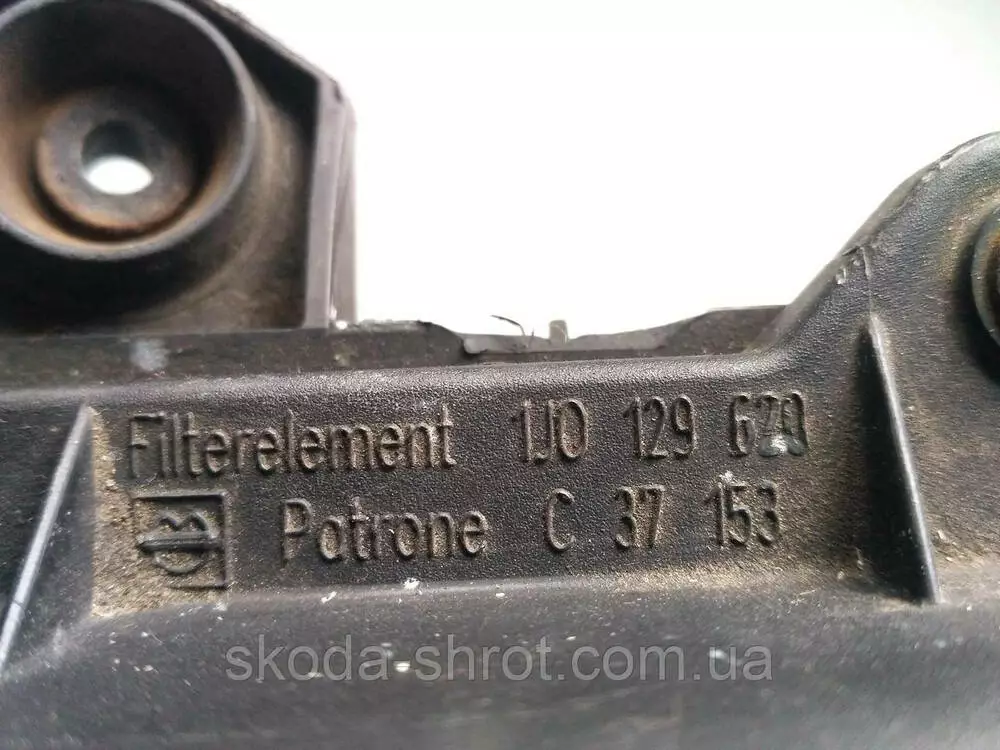 Filterelement 1J0 129 620
Patrone C 37 153
skoda-shrot.com.ua